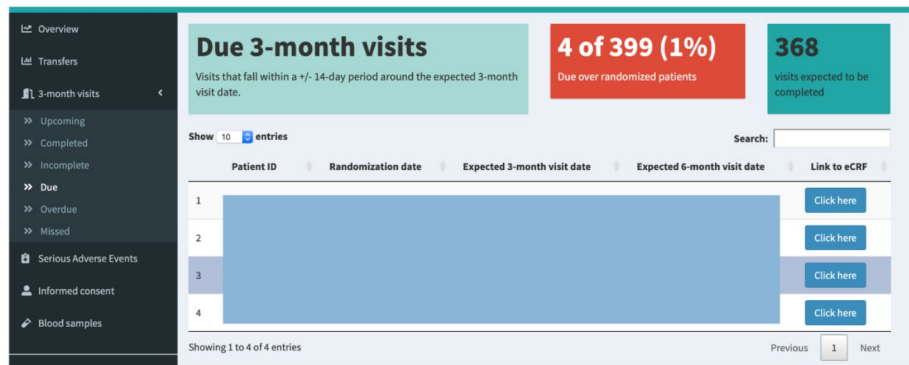 Overview
Transfers
3-month visits
Upcoming
Completed
Incomplete
Due
Overdue
Missed
Serious Adverse Events
Informed consent
Blood samples
Due 3-month visits
Visits that fall within a +/- 14-day period around the expected 3-month
visit date.
4 of 399 (1%)
Due over randomized patients
368
visits expected to be
completed
Show 10 entries
Search:
Patient ID Randomization date Expected 3-month visit date Expected 6-month visit date Link to eCRF
1 Click here
2 Click here
3 Click here
4 Click here
Showing 1 to 4 of 4 entries
Previous 1 Next